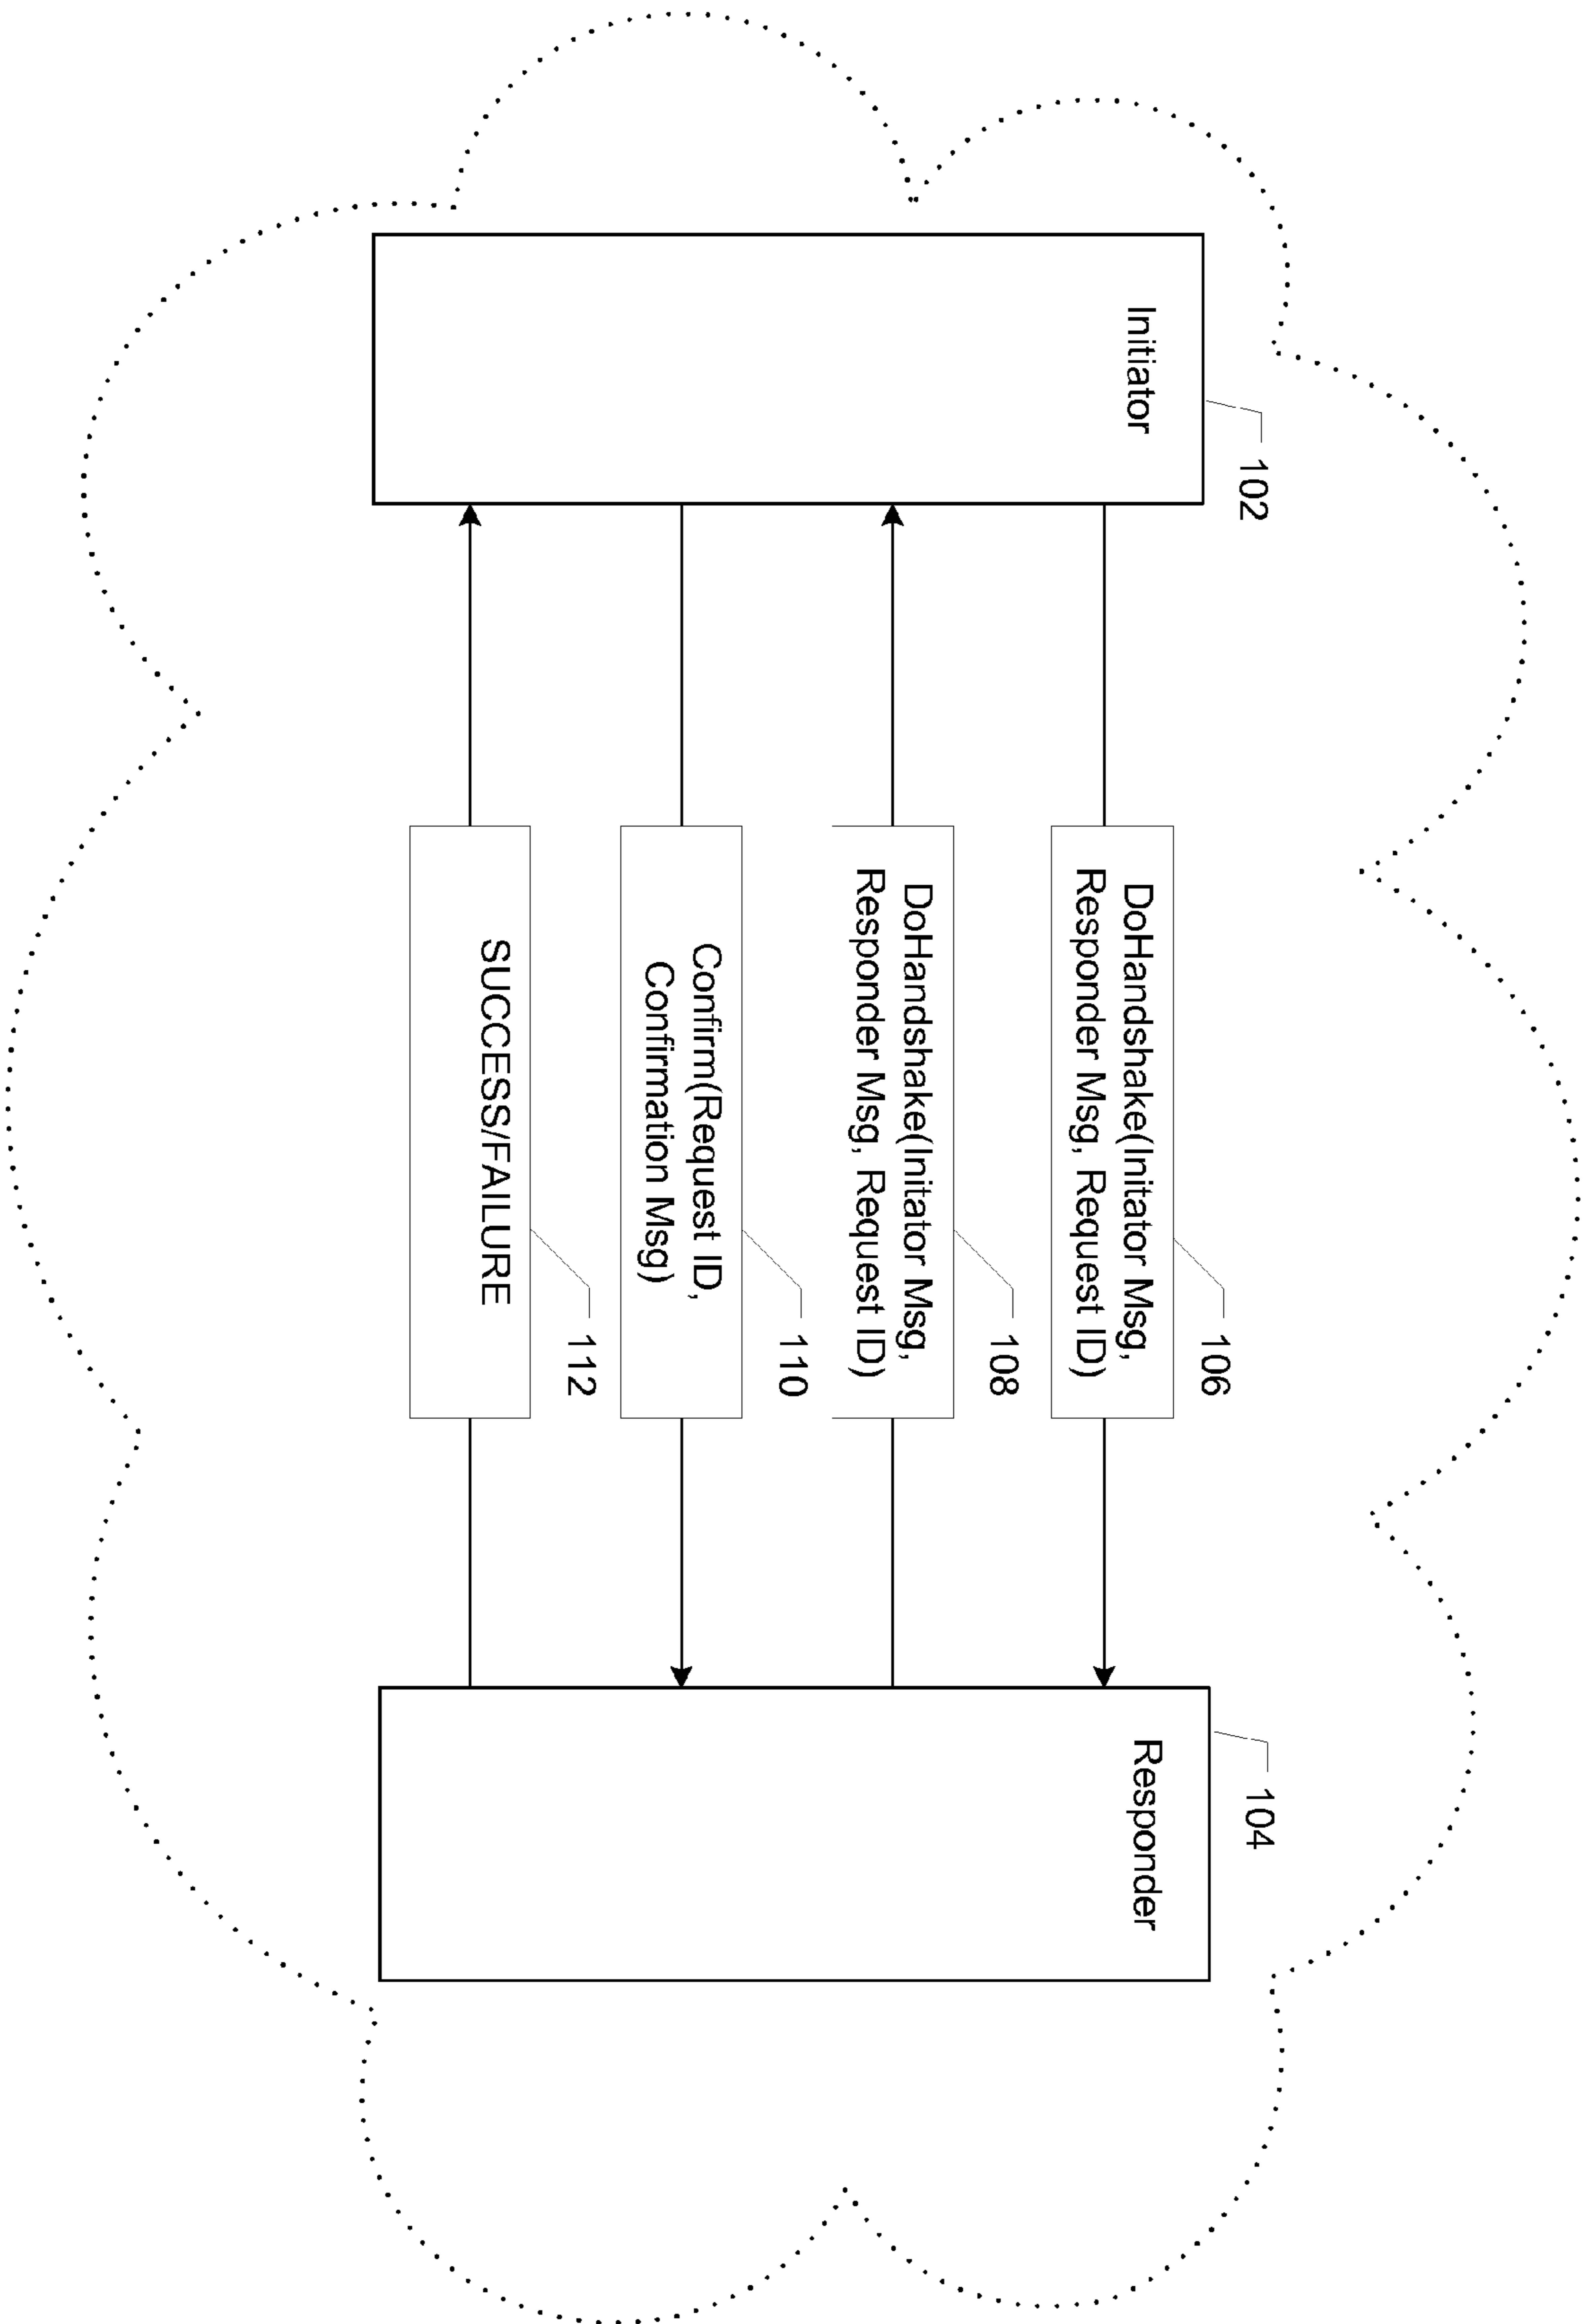 102
Initiator
104
Responder
106
DoHandshake(Initator Msg,
Responder Msg, Request ID)
108
DoHandshake(Initator Msg,
Responder Msg, Request ID)
110
Confirm(Request ID,
Confirmation Msg)
112
SUCCESS/FAILURE